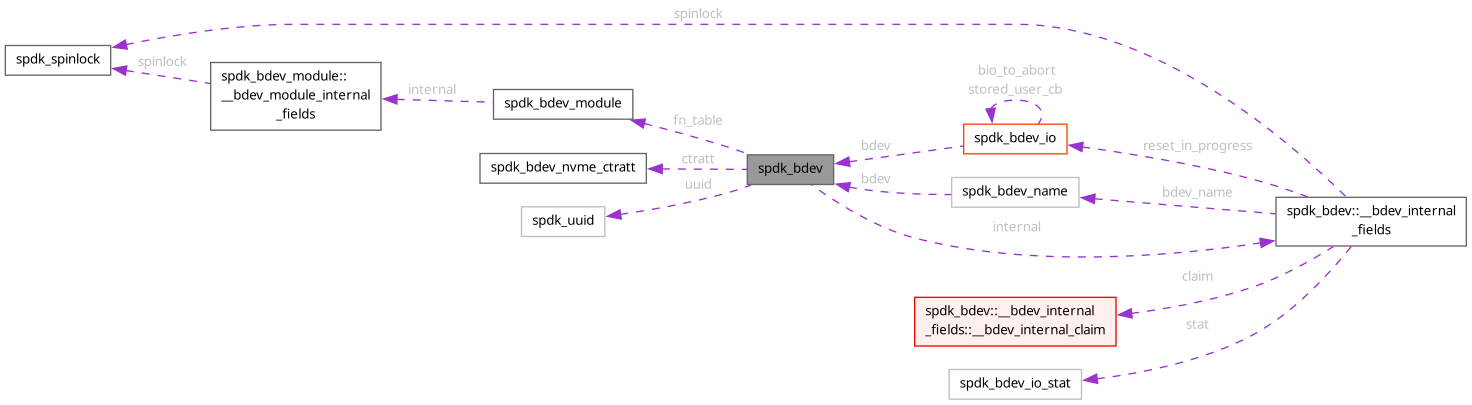 spinlock
spdk_spinlock
spinlock
spdk_bdev_module::
__bdev_module_internal
_fields
internal
spdk_bdev_module
fn_table
bio_to_abort
stored_user_cb
spdk_bdev_io
reset_in_progress
bdev
spdk_bdev_nvme_ctratt
ctratt
spdk_bdev
uuid
spdk_uuid
bdev
spdk_bdev_name
bdev_name
spdk_bdev::__bdev_internal
_fields
internal
claim
spdk_bdev::__bdev_internal
_fields::__bdev_internal_claim
stat
spdk_bdev_io_stat